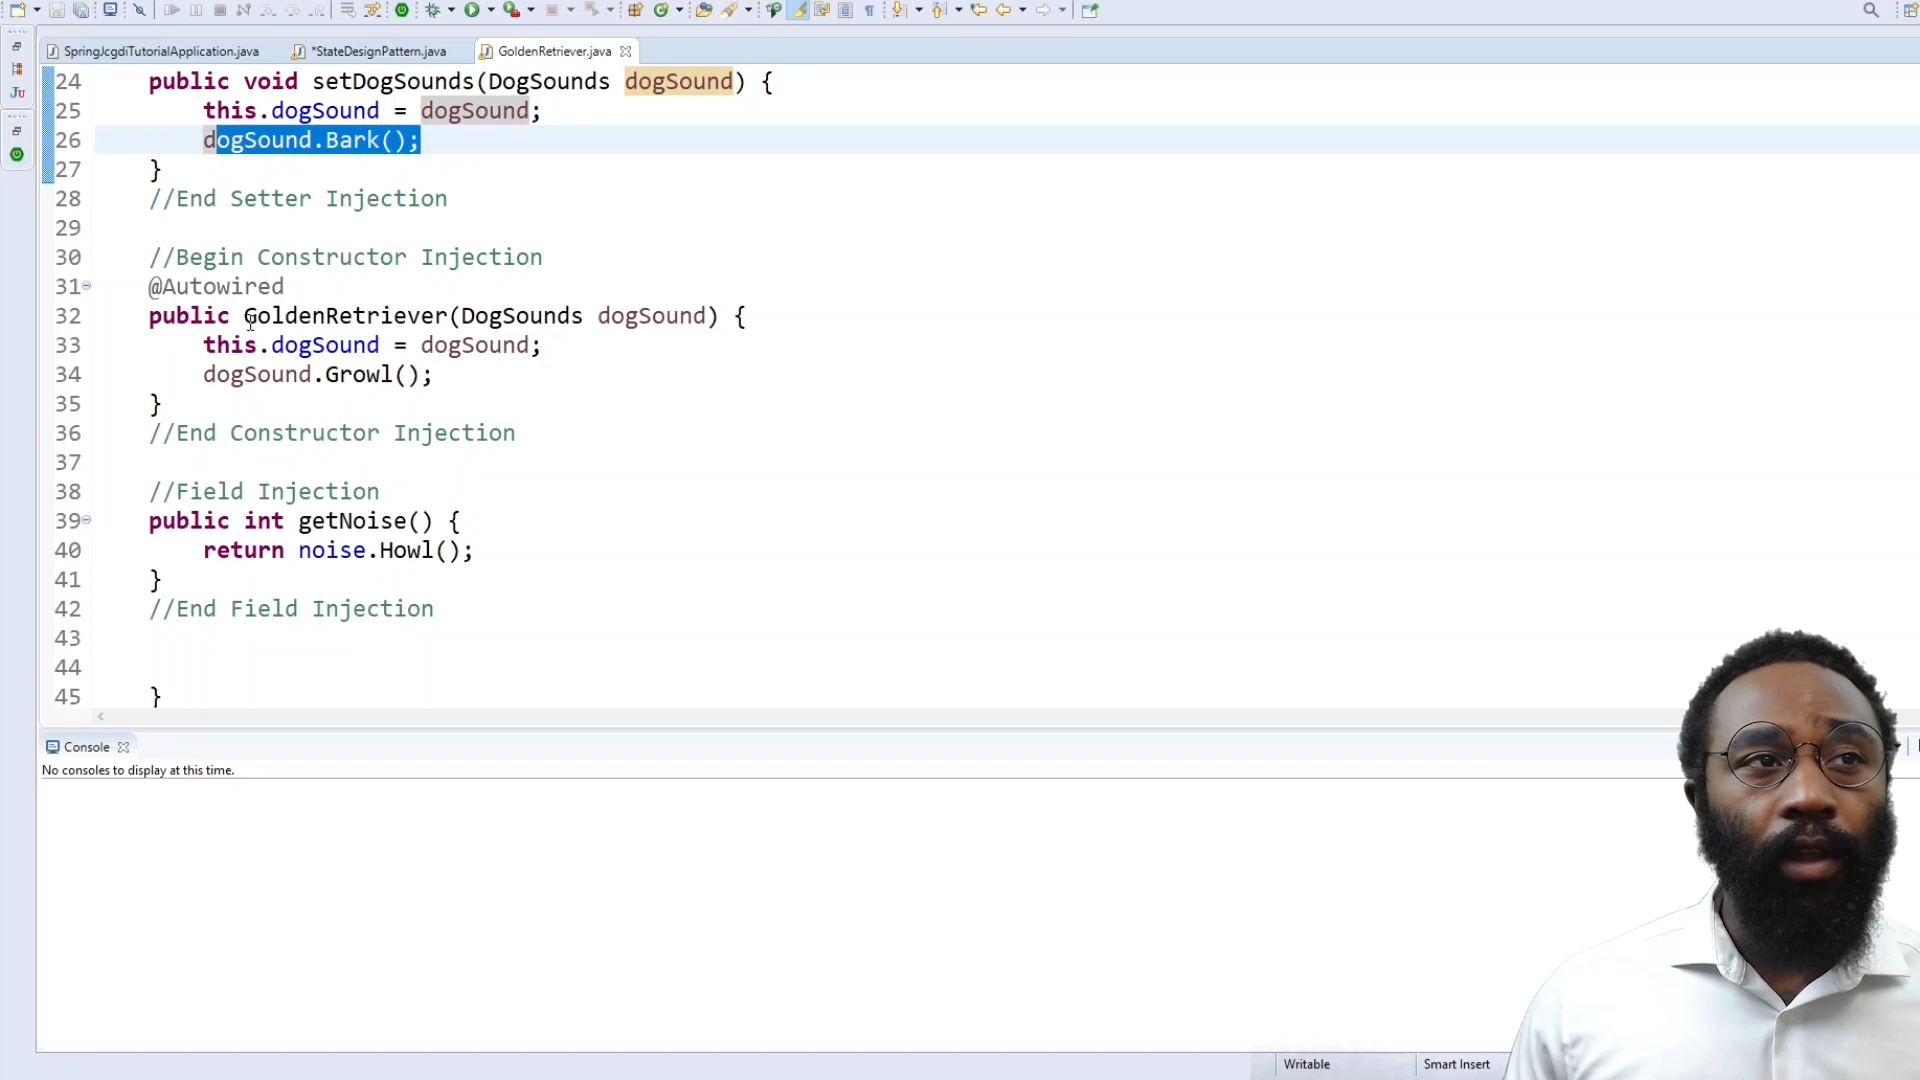 SpringJcgdiTutorialApplication.java
*StateDesignPattern.java
GoldenRetriever.java
JU
24 public void setDogSounds(DogSounds dogSound) {
25 this.dogSound = dogSound;
26 dogSound.Bark();
27 }
28 //End Setter Injection
29
30 //Begin Constructor Injection
31 @Autowired
32 public GoldenRetriever(DogSounds dogSound) {
33 this.dogSound = dogSound;
34 dogSound.Growl();
35 }
36 //End Constructor Injection
37
38 //Field Injection
39 public int getNoise() {
40 return noise.Howl();
41 }
42 //End Field Injection
43
44
45 }
Console
No consoles to display at this time.
Writable
Smart Insert